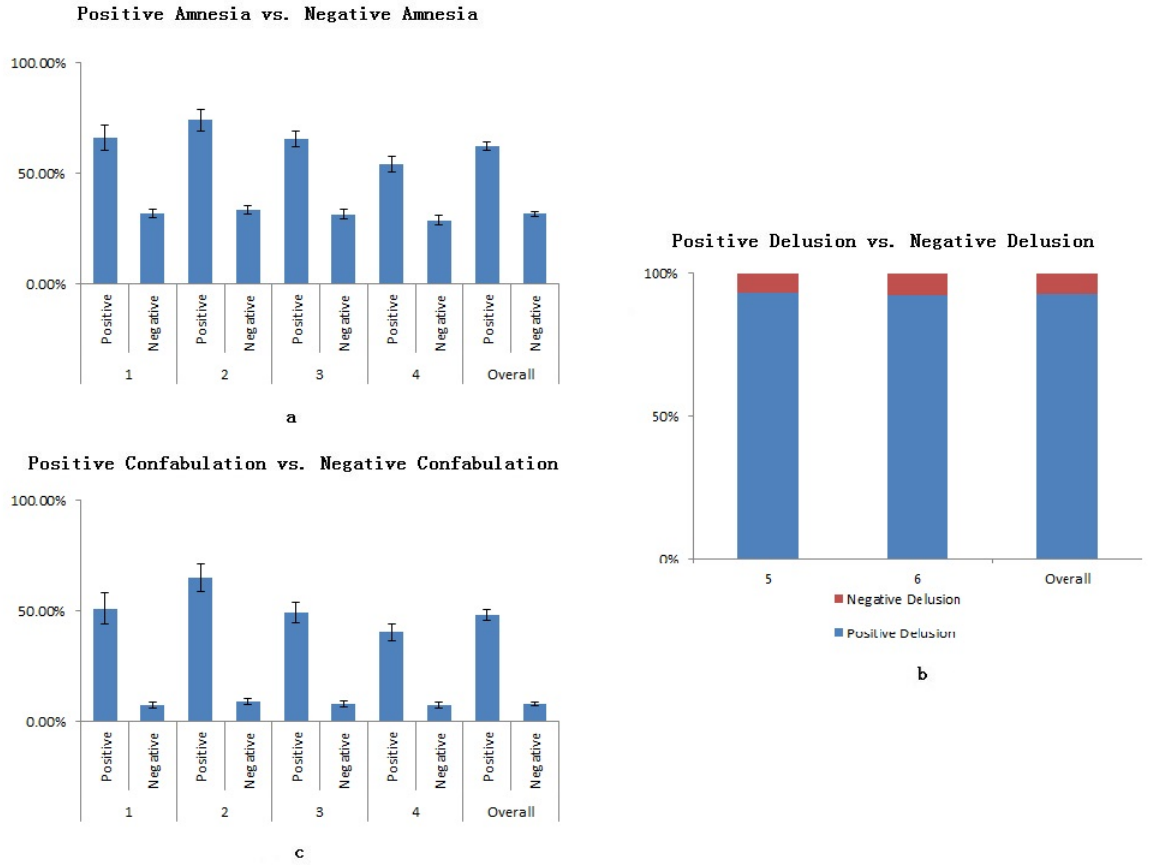 Positive Amnesia vs. Negative Amnesia
100.00%
50.00%
0.00%
Positive Negative Positive Negative Positive Negative Positive Negative Positive Negative
1 2 3 4 Overall
a
Positive Delusion vs. Negative Delusion
100%
50%
0%
5 6 Overall
Negative Delusion
Positive Delusion
b
Positive Confabulation vs. Negative Confabulation
100.00%
50.00%
0.00%
Positive Negative Positive Negative Positive Negative Positive Negative Positive Negative
1 2 3 4 Overall
c